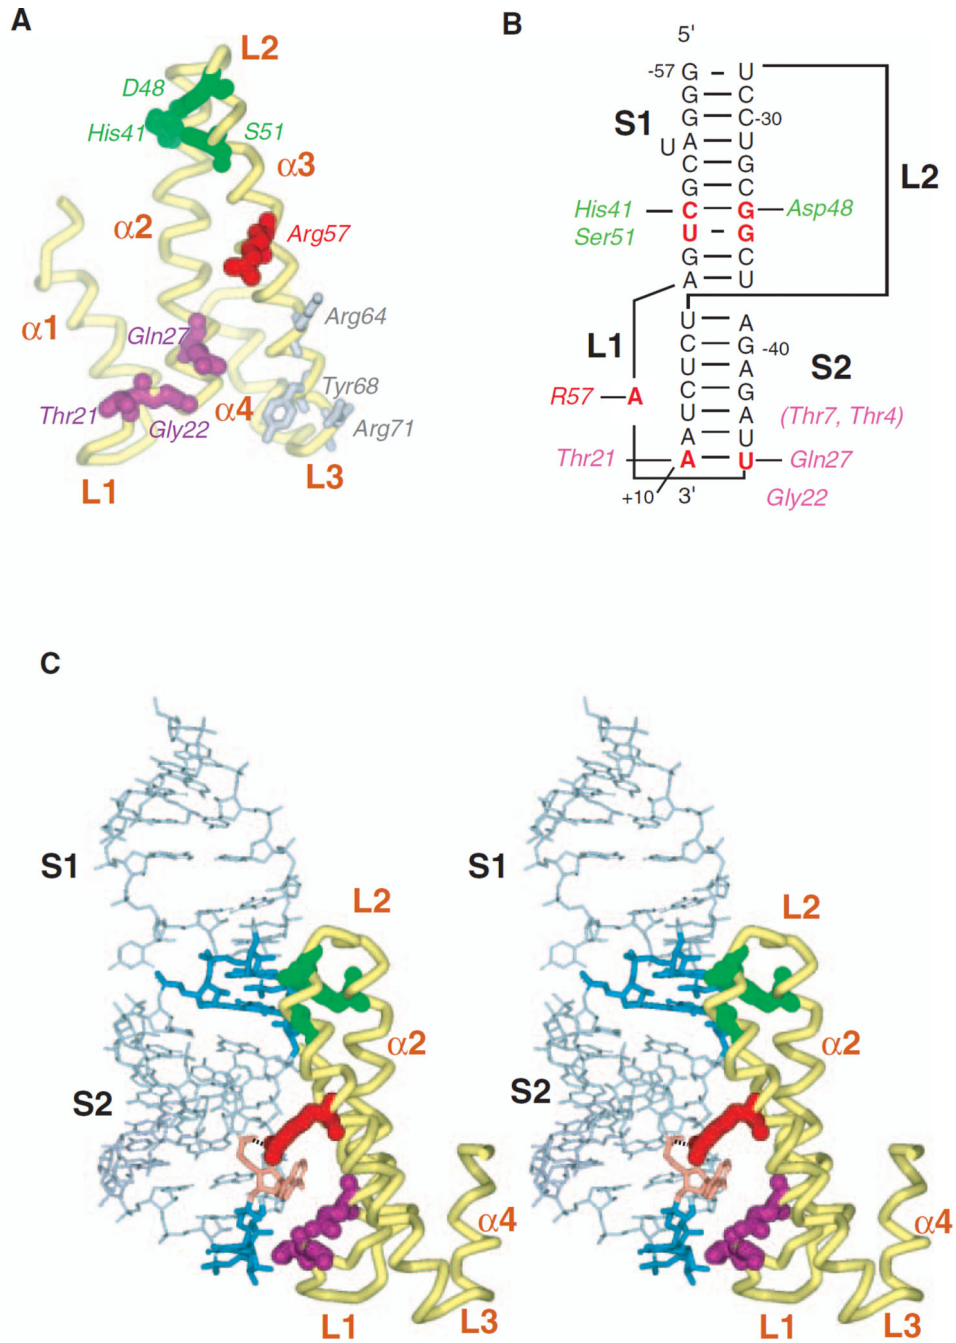 A
L2
D48
His41
S51
α3
α2
Arg57
α1
Gln27
Arg64
Thr21
Gly22
α4
Tyr68
Arg71
L1
L3
B
5'
-57 G – U
G C
G C -30
S1
A U
U
C G
G C
L2
His41 C G Asp48
Ser51 U G
G C
A U
U A
L1
C G -40
S2
U A
C G
R57 A
U A
(Thr7, Thr4)
A U
Thr21 A U Gln27
+10 3' Gly22
C
S1
L2
α2
S2
α4
L1
L3
S1
L2
α2
S2
α4
L1
L3